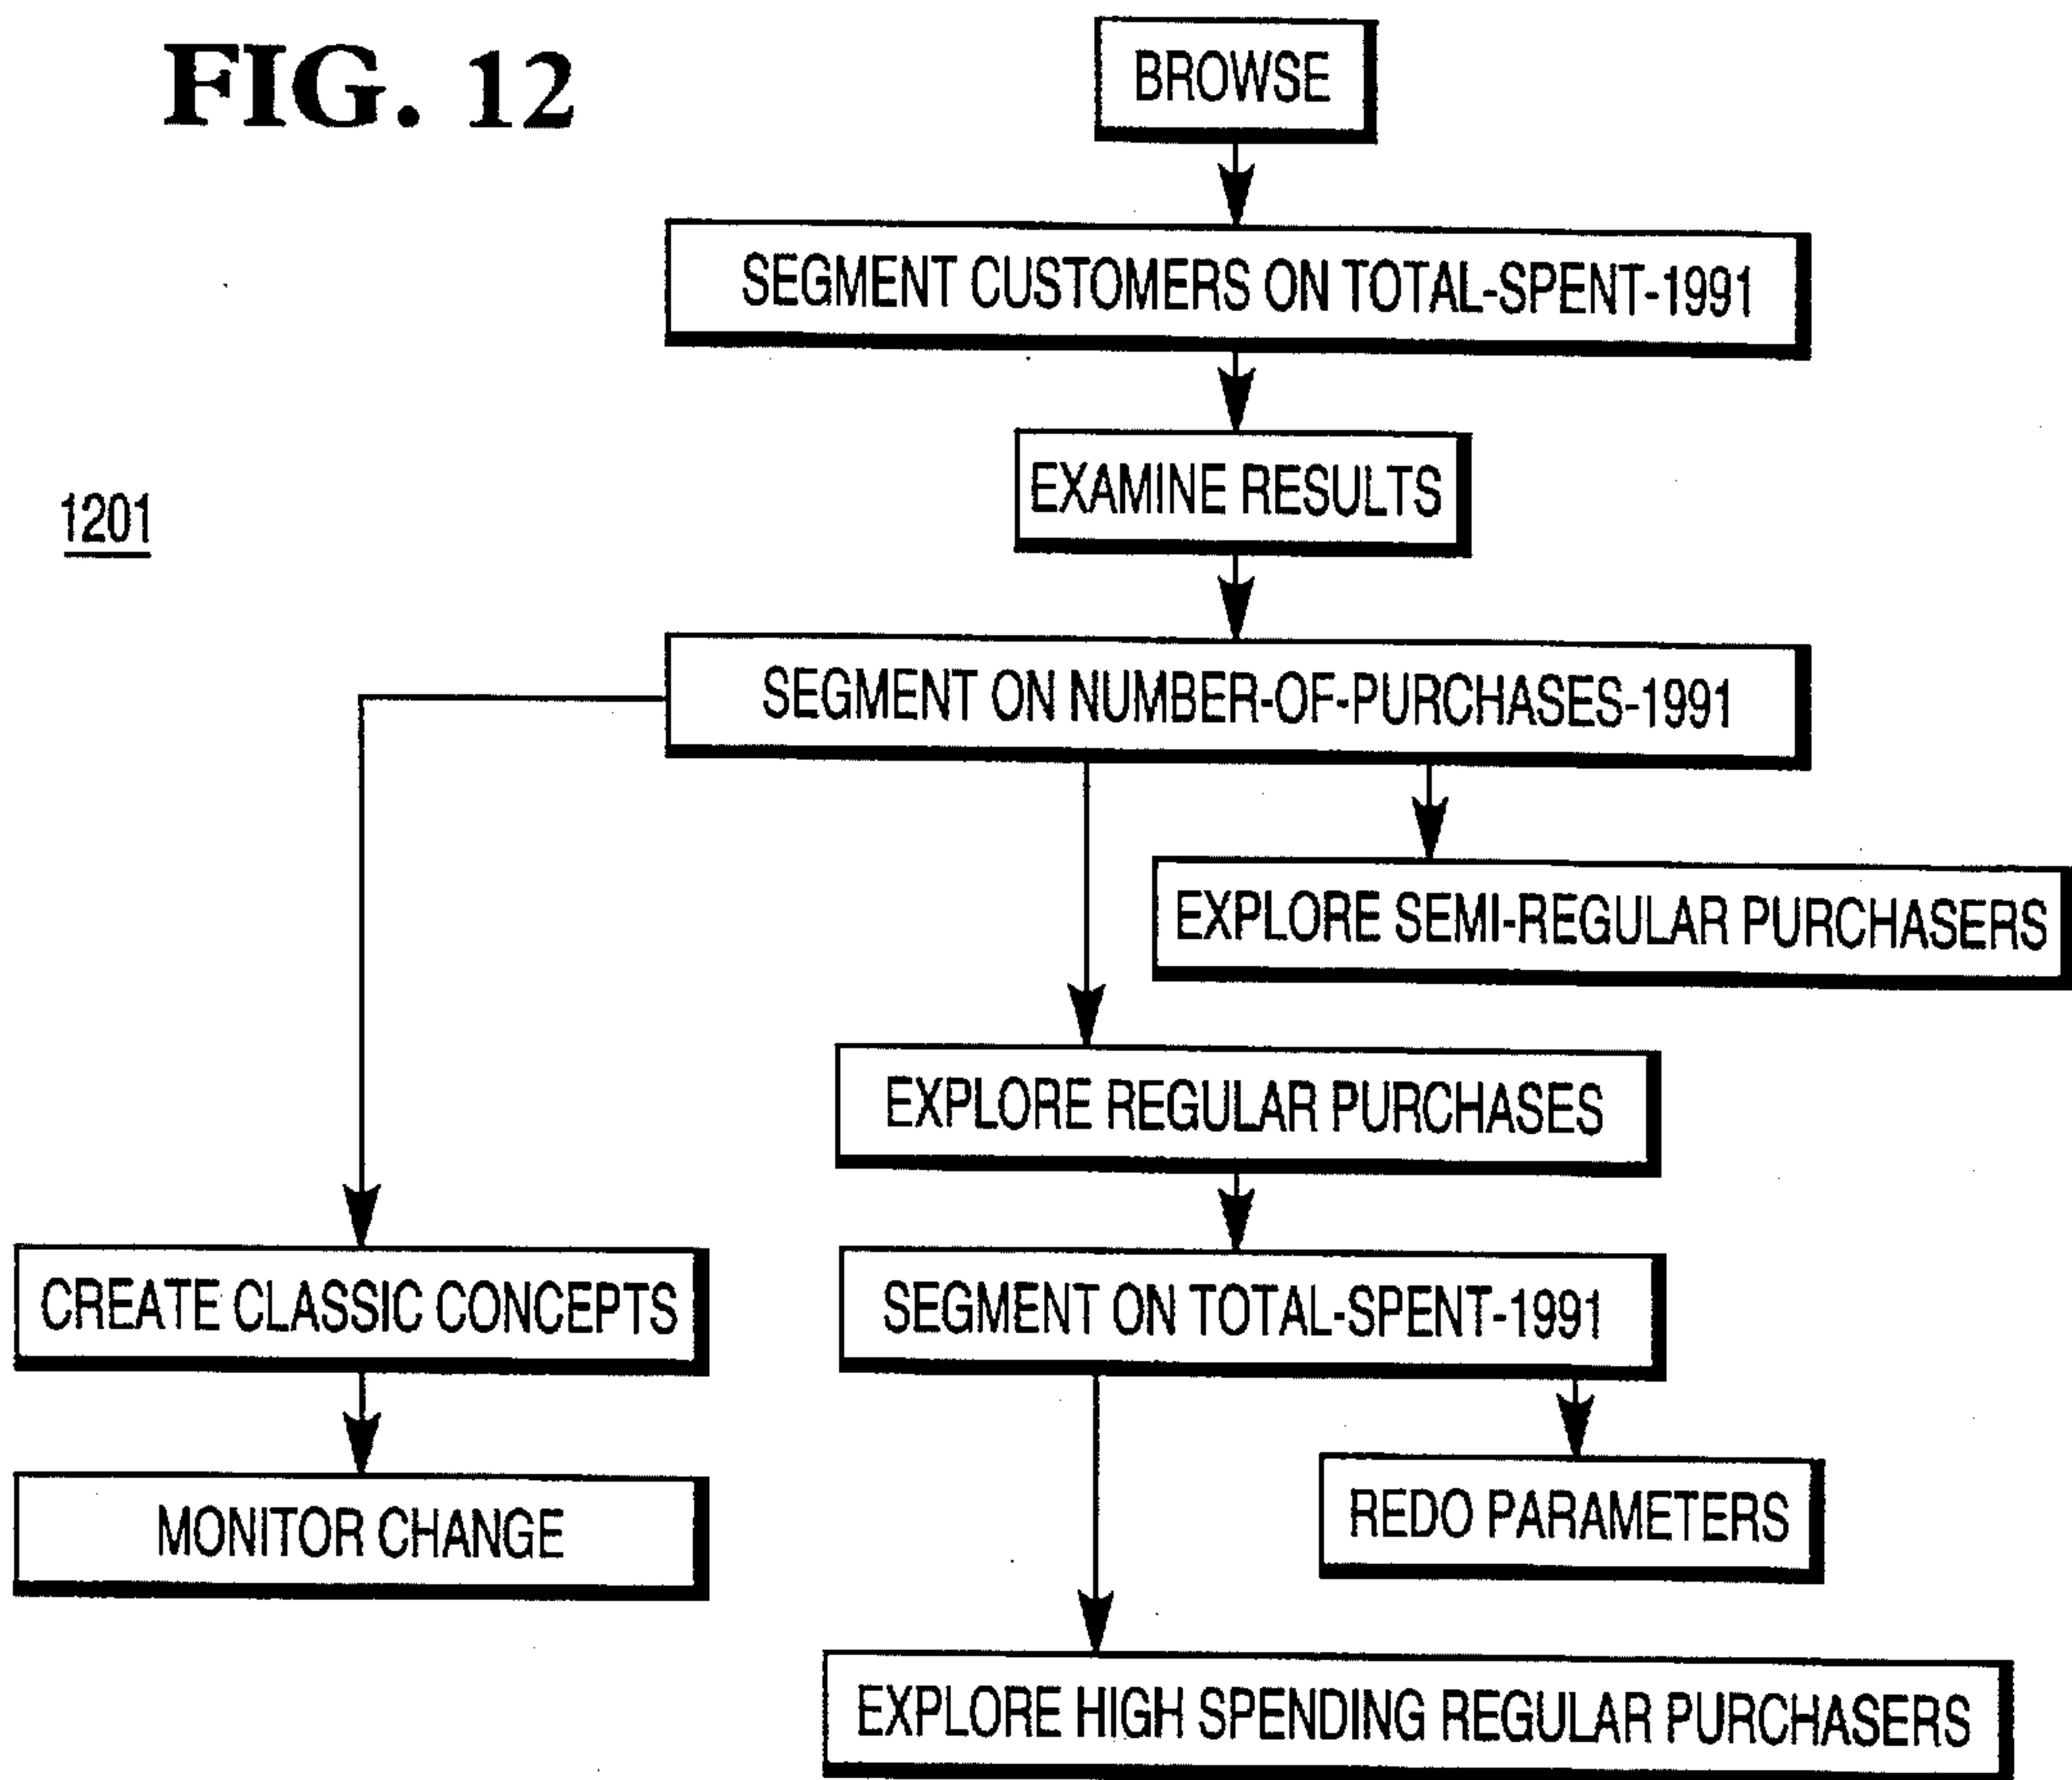 FIG. 12
BROWSE
SEGMENT CUSTOMERS ON TOTAL-SPENT-1991
EXAMINE RESULTS
1201
SEGMENT ON NUMBER-OF-PURCHASES-1991
EXPLORE SEMI-REGULAR PURCHASERS
EXPLORE REGULAR PURCHASES
CREATE CLASSIC CONCEPTS
SEGMENT ON TOTAL-SPENT-1991
MONITOR CHANGE
REDO PARAMETERS
EXPLORE HIGH SPENDING REGULAR PURCHASERS